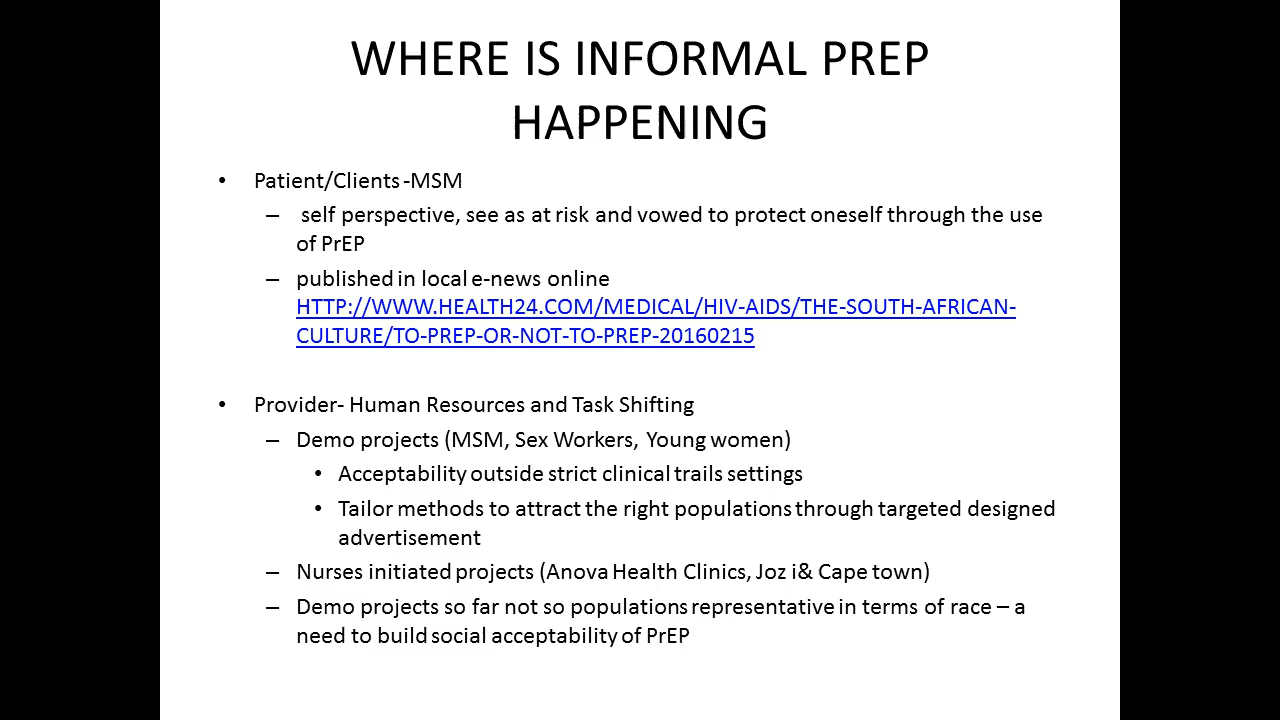 WHERE IS INFORMAL PREP
HAPPENING
• Patient/Clients -MSM
– self perspective, see as at risk and vowed to protect oneself through the use
of PrEP
– published in local e-news online
HTTP://WWW.HEALTH24.COM/MEDICAL/HIV-AIDS/THE-SOUTH-AFRICAN-
CULTURE/TO-PREP-OR-NOT-TO-PREP-20160215
• Provider- Human Resources and Task Shifting
– Demo projects (MSM, Sex Workers, Young women)
• Acceptability outside strict clinical trails settings
• Tailor methods to attract the right populations through targeted designed
advertisement
– Nurses initiated projects (Anova Health Clinics, Joz i& Cape town)
– Demo projects so far not so populations representative in terms of race – a
need to build social acceptability of PrEP